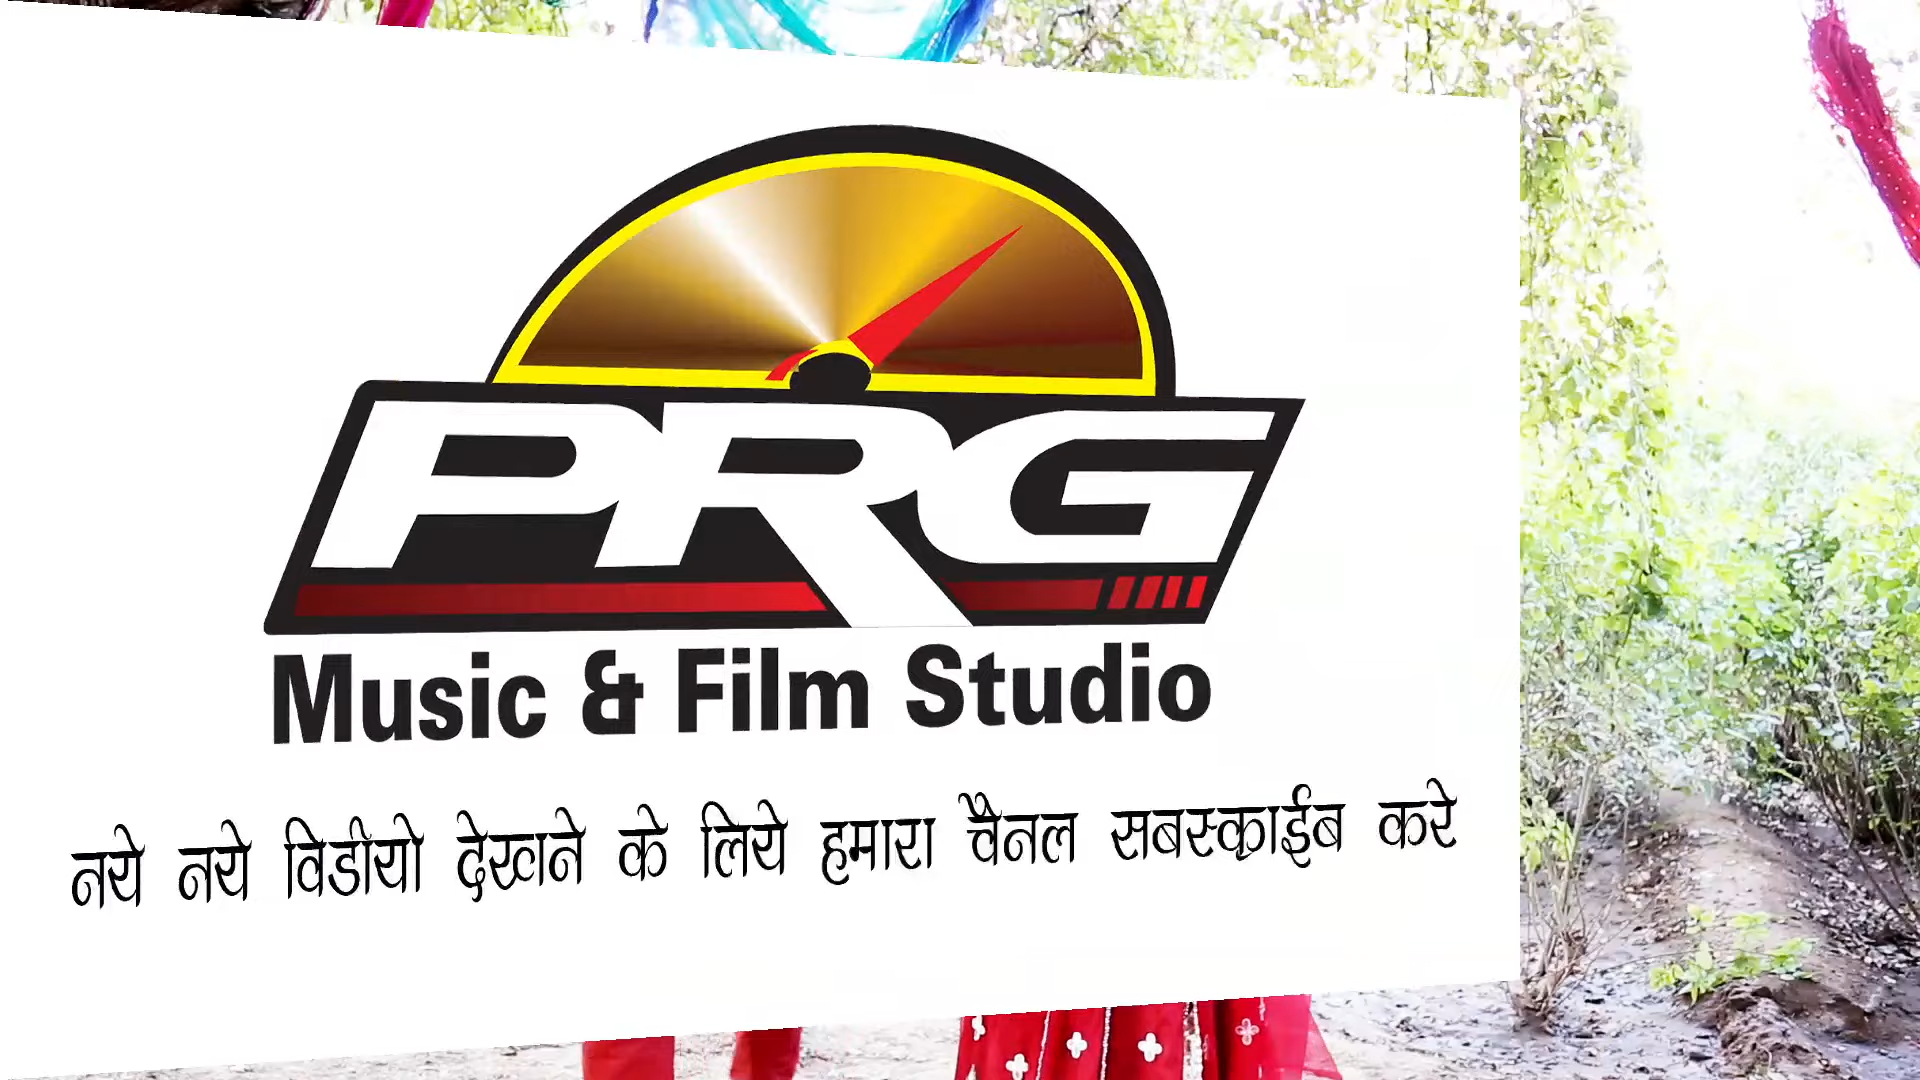 PRG
Music & Film Studio
नये नये विडीयो देखने के लिये हमारा चैनल सबस्क्राईब करे